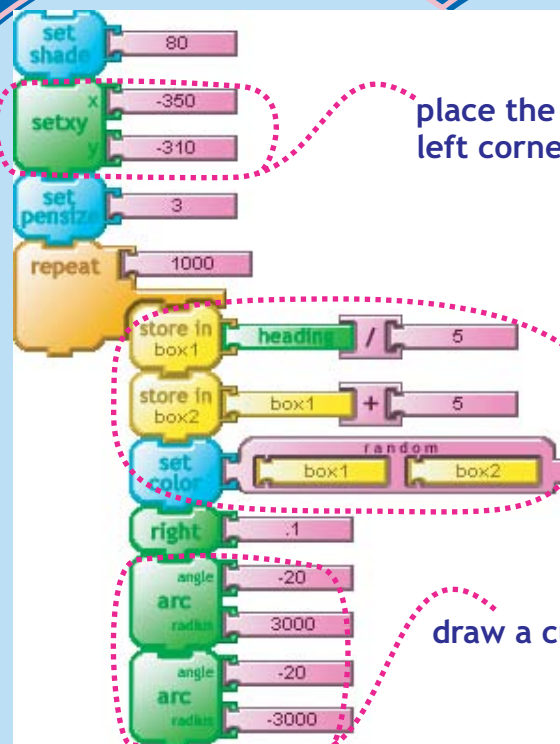 set
shade 80
setxy x -350
y -310
place the
left corne
set
pensize 3
repeat 1000
store in
box1 heading / 5
store in
box2 box1 + 5
random
set
color box1 box2
right .1
angle -20
arc
radius 3000
draw a c
angle -20
arc
radius -3000